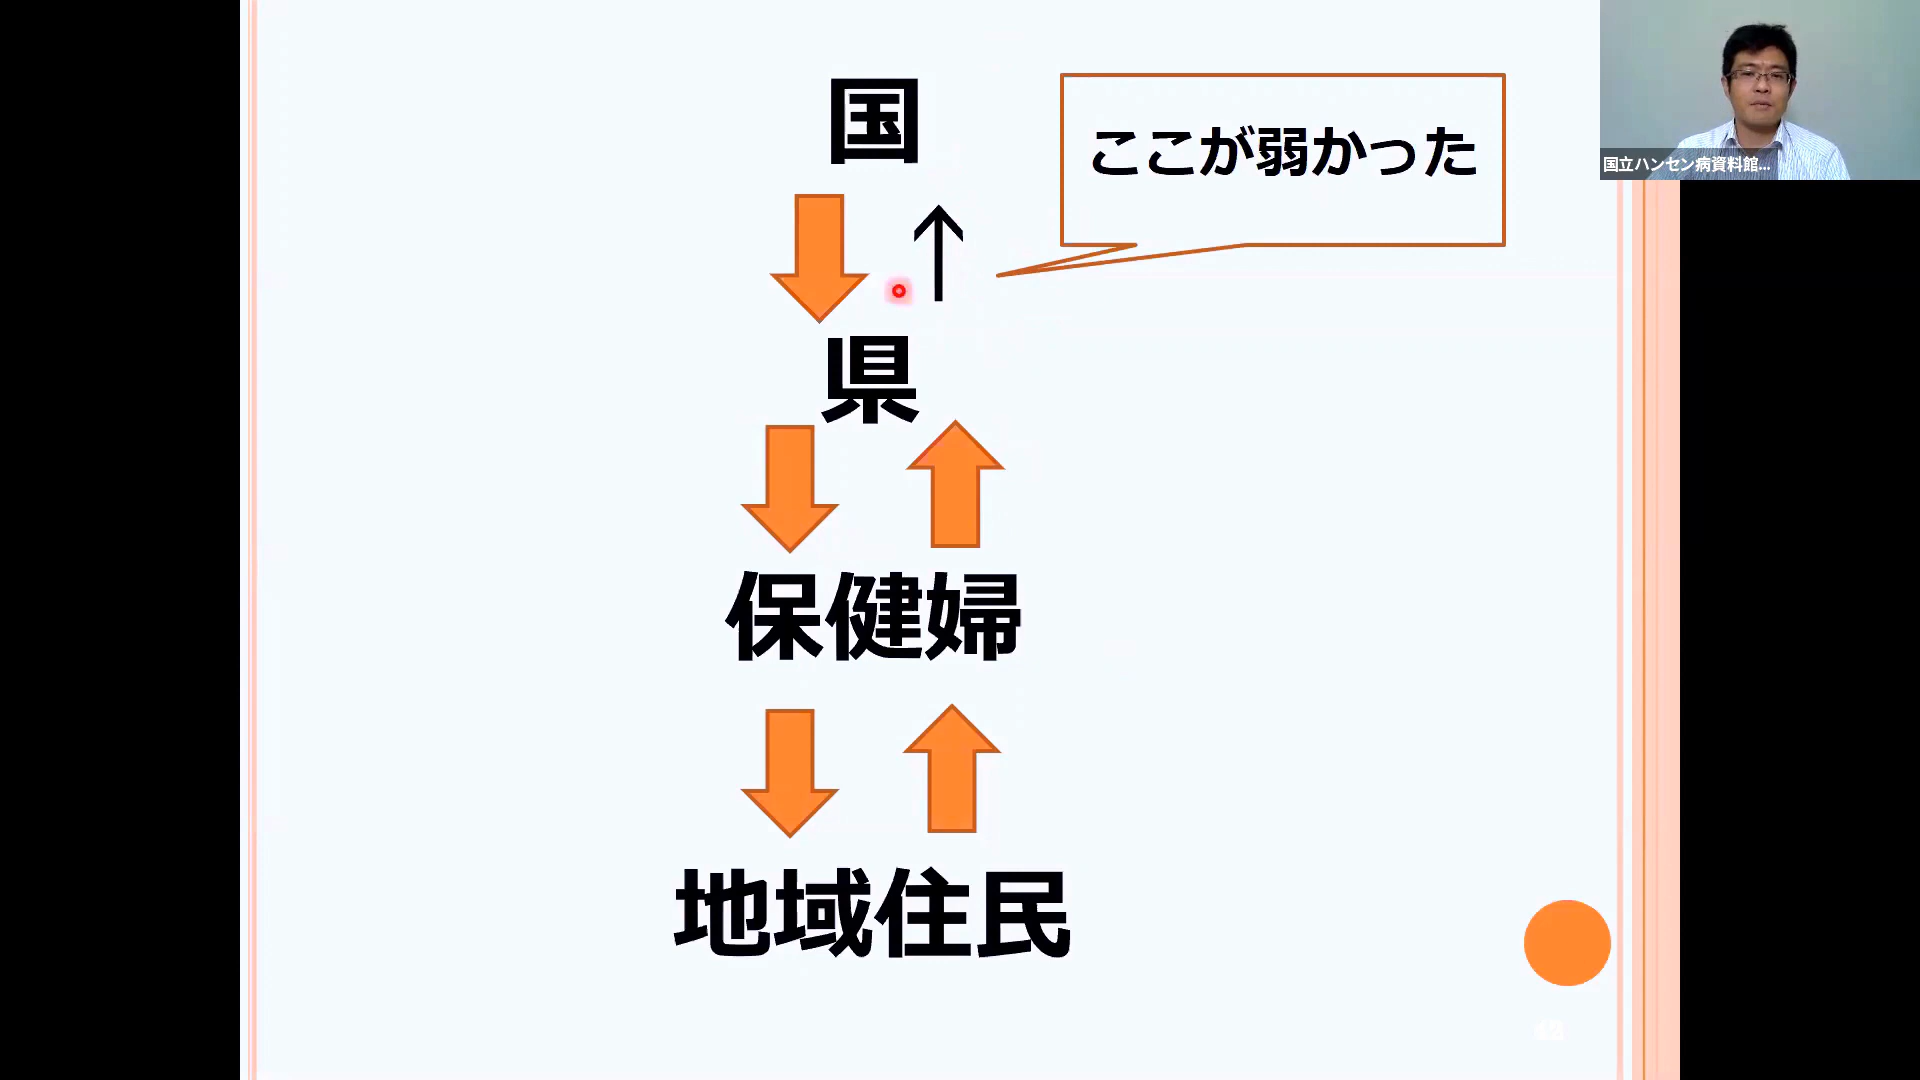 国
ここが弱かった
国立ハンセン病資料館...
↑
県
保健婦
地域住民